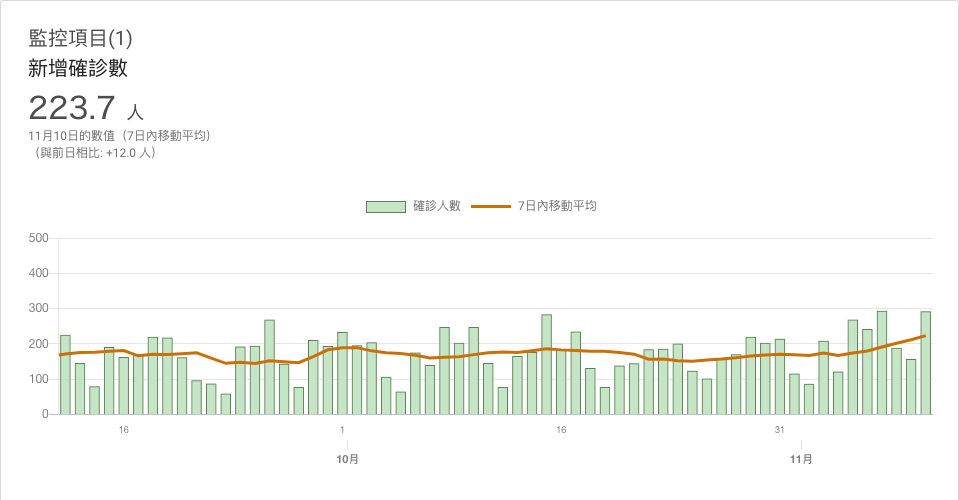 監控項目(1)
新增確診數
223.7 人
11月10日的數值（7日內移動平均）
（與前日相比: +12.0 人）
確診人數 7日內移動平均
500
400
300
200
100
0
16 1 16 31
10月 11月